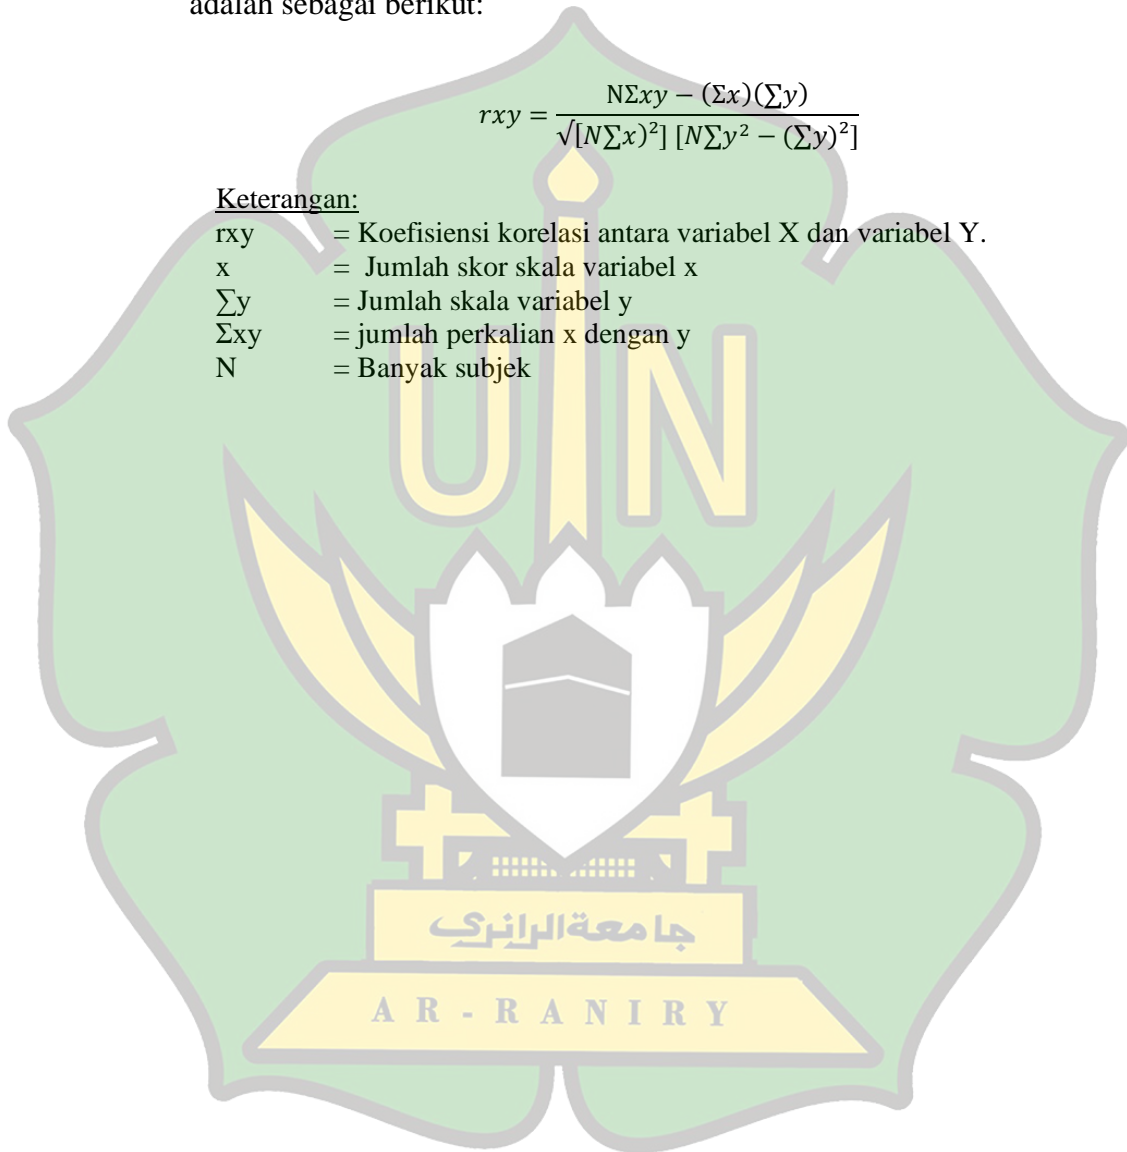 adalah sebagai berikut:
rxy = NΣxy − (Σx)(∑y) / √[N∑x)²] [N∑y² − (∑y)²]
Keterangan:
rxy = Koefisiensi korelasi antara variabel X dan variabel Y.
x = Jumlah skor skala variabel x
∑y = Jumlah skala variabel y
Σxy = jumlah perkalian x dengan y
N = Banyak subjek
UIN
جامعة الرانري
AR-RANIRY